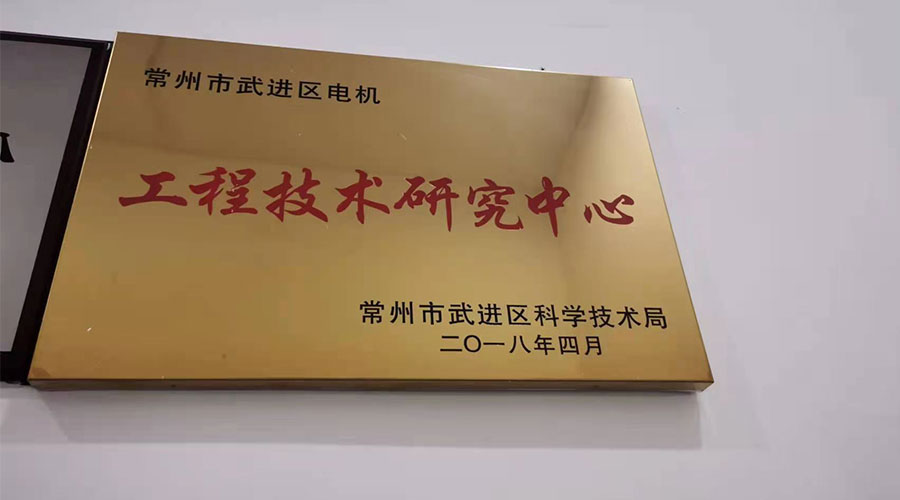 常州市武进区电机
工程技术研究中心
常州市武进区科学技术局
二〇一八年四月